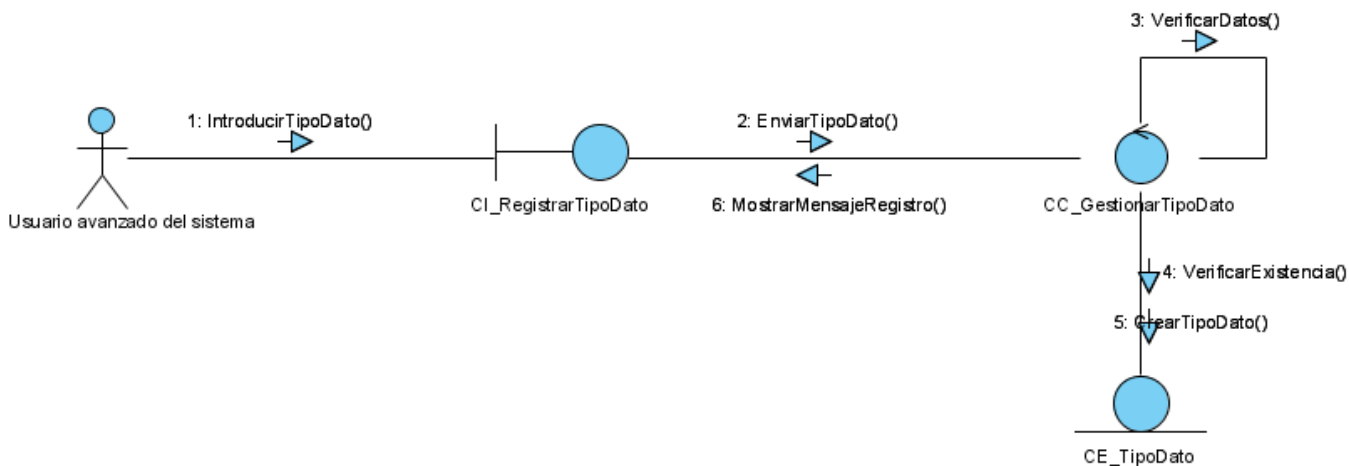 3: VerificarDatos()
1: IntroducirTipoDato()
2: EnviarTipoDato()
CI_RegistrarTipoDato
6: MostrarMensajeRegistro()
CC_GestionarTipoDato
Usuario avanzado del sistema
4: VerificarExistencia()
5: CrearTipoDato()
CE_TipoDato